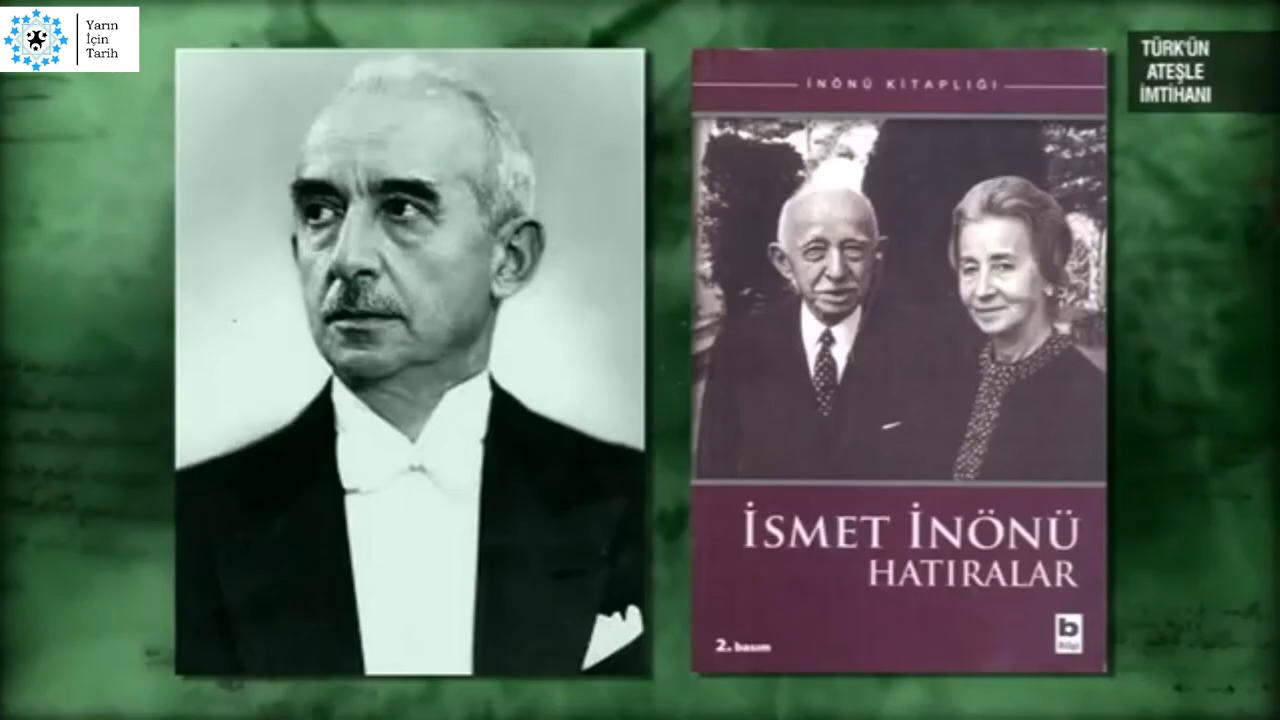 Yarın
İçin
Tarih
TÜRK'ÜN
ATEŞLE
İMTİHANI
İNÖNÜ KİTAPLIĞI
İSMET İNÖNÜ
HATIRALAR
2. basım
b
Bilgi